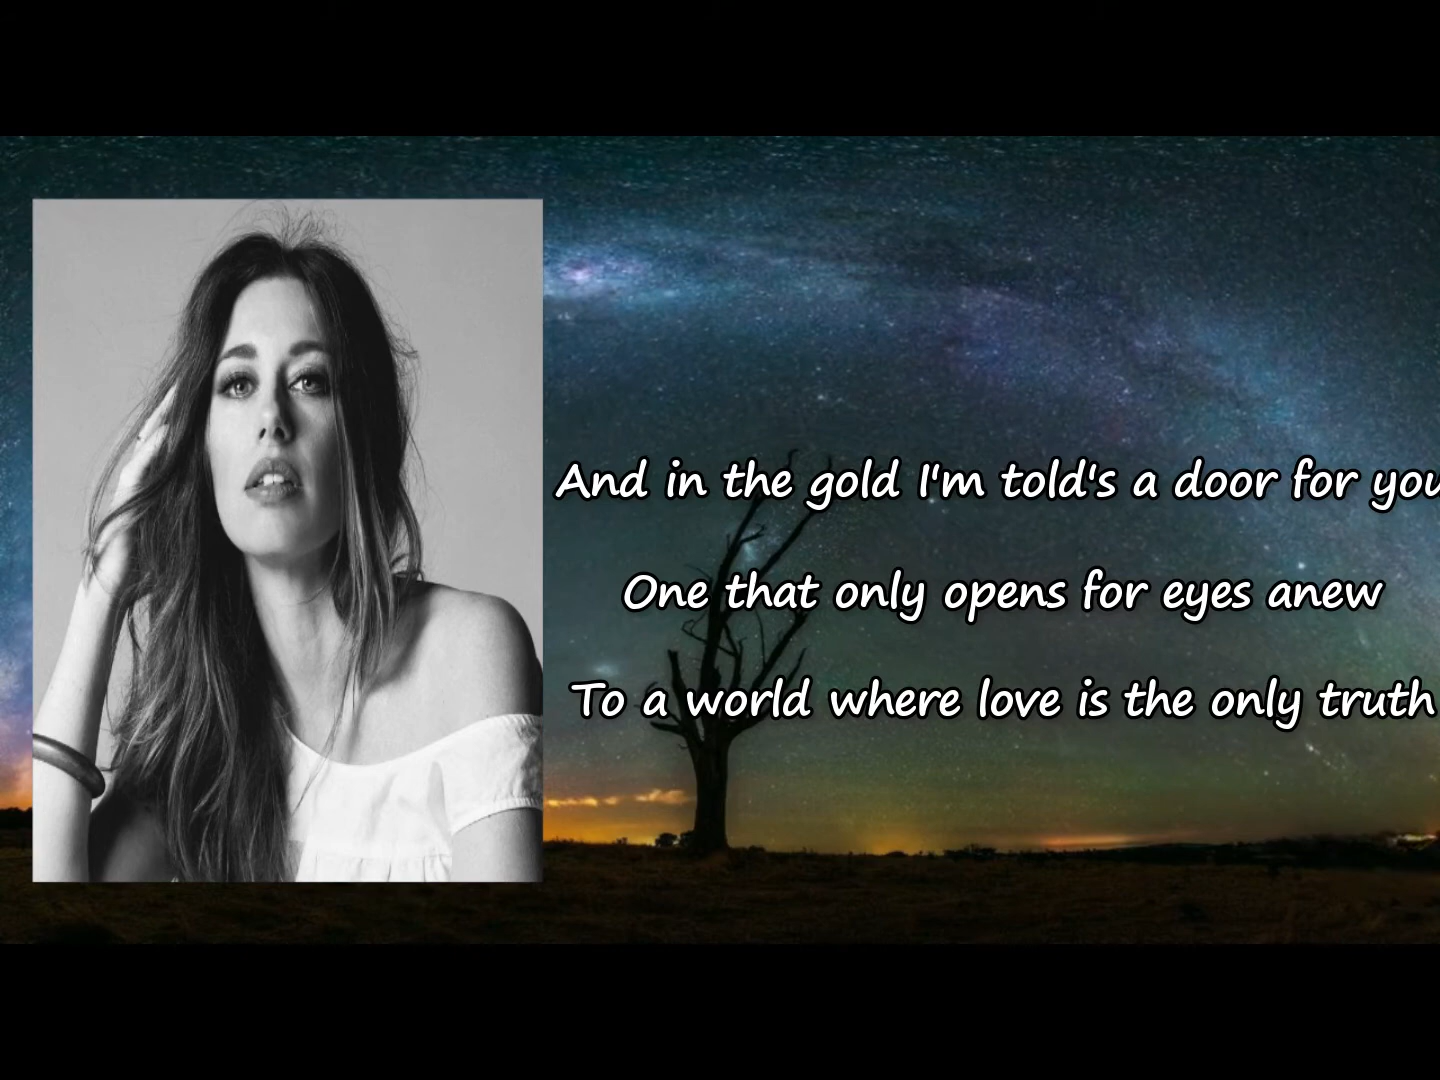 And in the gold I'm told's a door for you
One that only opens for eyes anew
To a world where love is the only truth